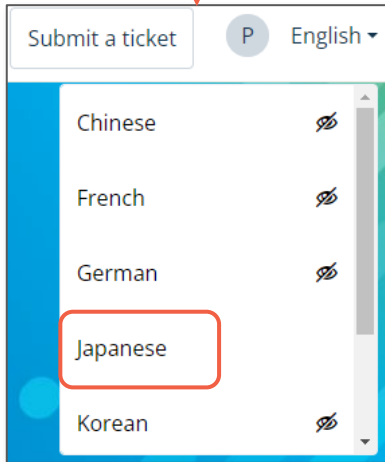 Submit a ticket P English
Chinese
French
German
Japanese
Korean